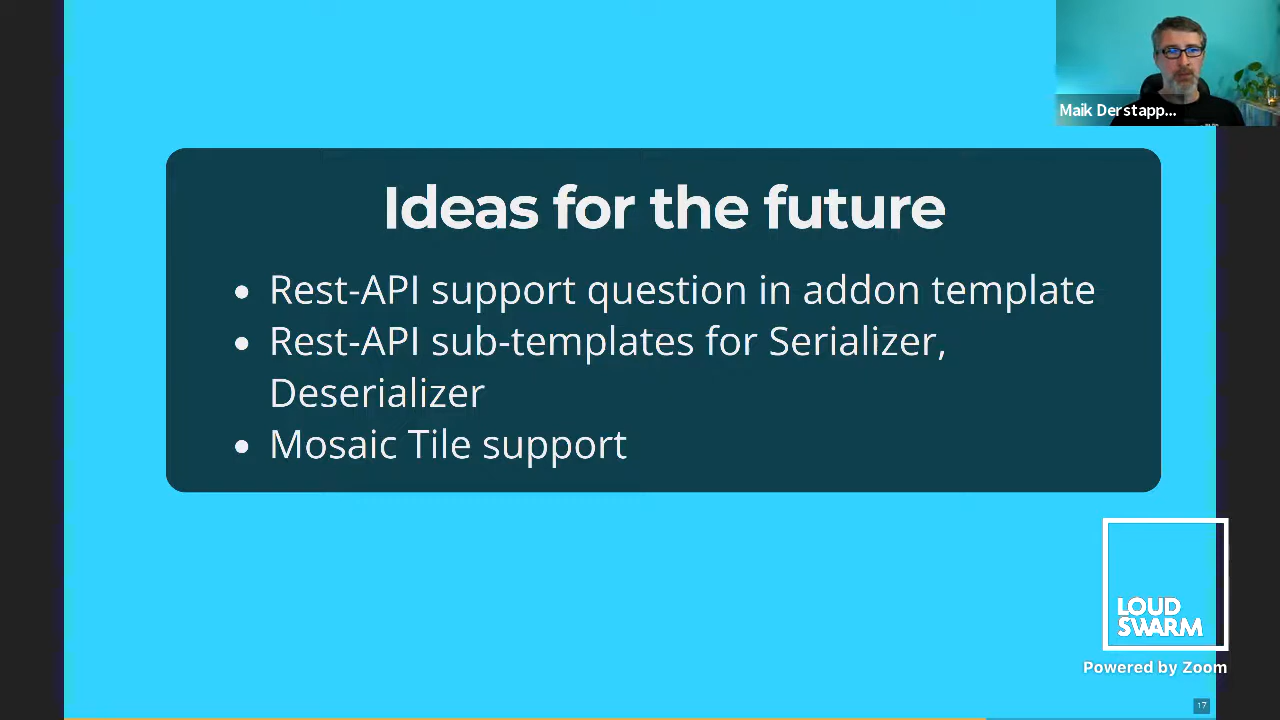 Maik Derstapp...
Ideas for the future
• Rest-API support question in addon template
• Rest-API sub-templates for Serializer,
Deserializer
• Mosaic Tile support
LOUD
SWARM
Powered by Zoom
17